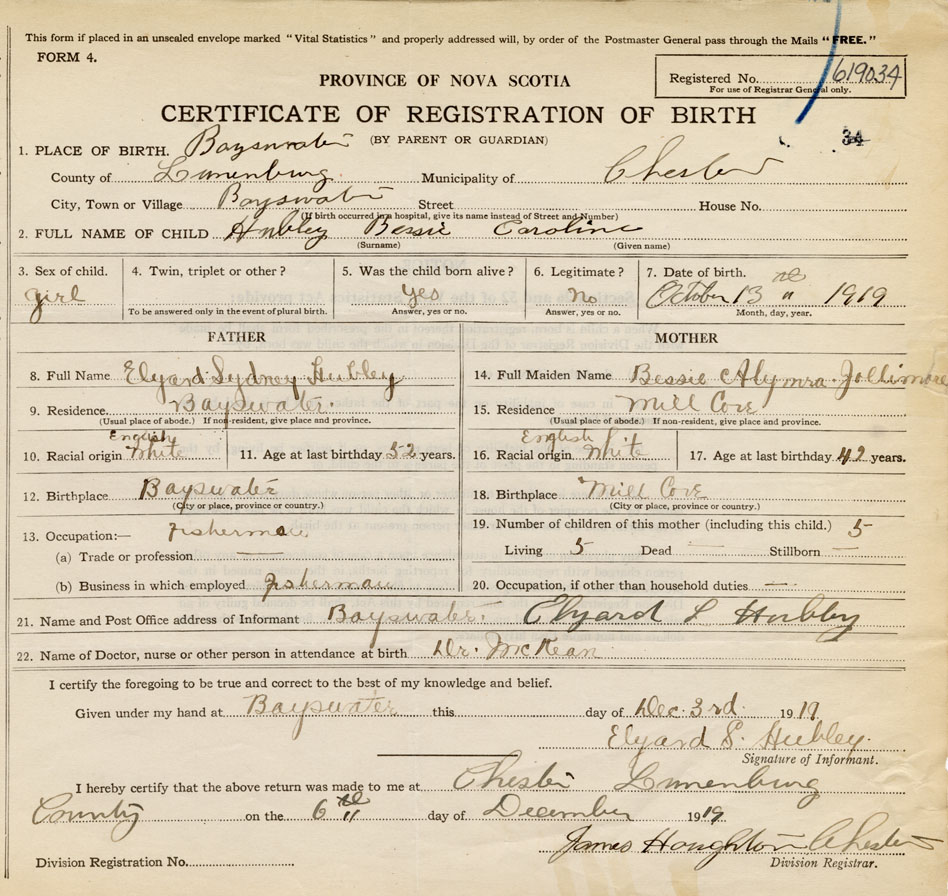 This form if placed in an unsealed envelope marked "Vital Statistics" and properly addressed will, by order of the Postmaster General pass through the Mails "FREE."
FORM 4.
PROVINCE OF NOVA SCOTIA
Registered No. 619034
For use of Registrar General only.
CERTIFICATE OF REGISTRATION OF BIRTH
(BY PARENT OR GUARDIAN)
34
1. PLACE OF BIRTH. Bayswater
County of Lunenburg Municipality of Chester
City, Town or Village Bayswater Street House No.
(If birth occurred in a hospital, give its name instead of Street and Number)
2. FULL NAME OF CHILD Hubley Bessie Caroline
(Surname) (Given name)
3. Sex of child. 4. Twin, triplet or other? 5. Was the child born alive? 6. Legitimate? 7. Date of birth.
girl Yes No October 13 1919
To be answered only in the event of plural birth. Answer, yes or no. Answer, yes or no. Month, day, year.
FATHER MOTHER
8. Full Name Elyard Sydney Hubley 14. Full Maiden Name Bessie Alymra Jollimore
9. Residence. Bayswater. 15. Residence Mill Cove
(Usual place of abode.) If non-resident, give place and province. (Usual place of abode.) If non-resident, give place and province.
English English
10. Racial origin White 11. Age at last birthday 52 years. 16. Racial origin White 17. Age at last birthday 42 years.
12. Birthplace Bayswater 18. Birthplace Mill Cove
(City or place, province or country.) (City or place, province or country.)
13. Occupation:— Fisherman 19. Number of children of this mother (including this child.) 5
(a) Trade or profession — Living 5 Dead — Stillborn —
(b) Business in which employed fisherman 20. Occupation, if other than household duties —
21. Name and Post Office address of Informant Bayswater. Elyard S Hubley
22. Name of Doctor, nurse or other person in attendance at birth Dr. McKean
I certify the foregoing to be true and correct to the best of my knowledge and belief.
Given under my hand at Bayswater this day of Dec. 3rd. 1919
Elyard S. Hubley.
Signature of Informant.
I hereby certify that the above return was made to me at Chester Lunenburg
County on the 6th day of December 1919
James Houghton Chester
Division Registration No. Division Registrar.